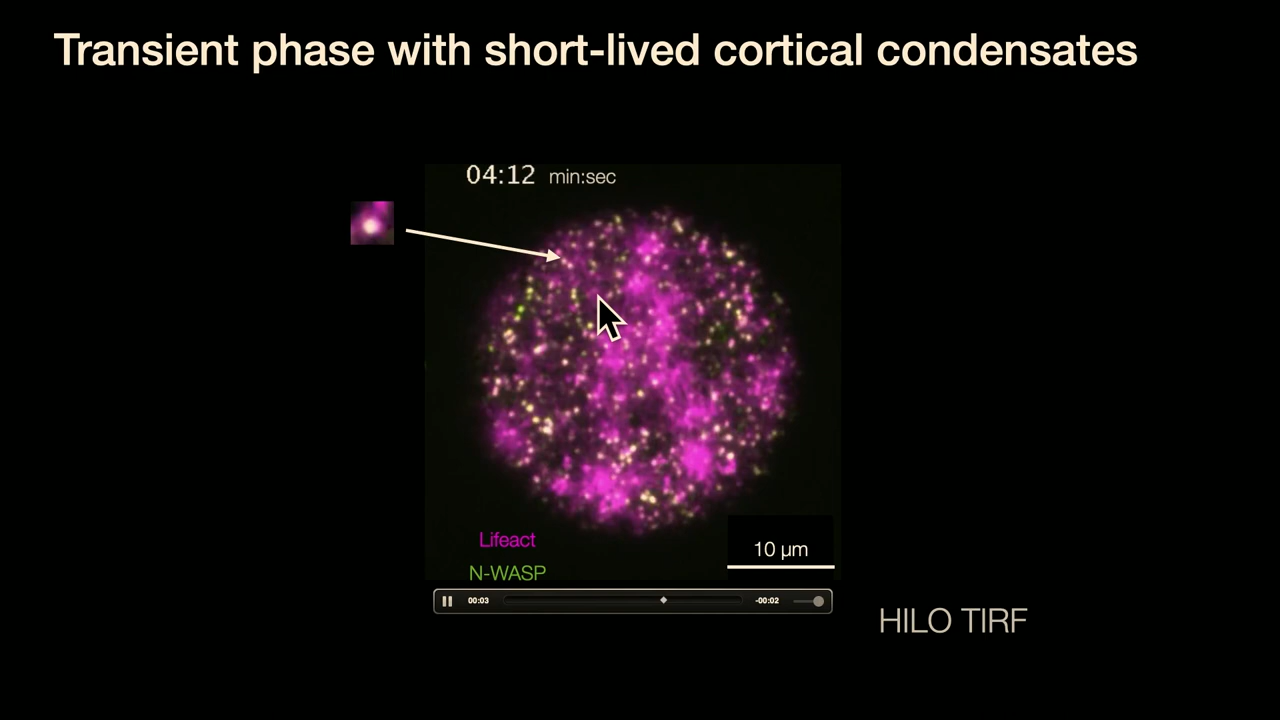 Transient phase with short-lived cortical condensates
04:12 min:sec
Lifeact
N-WASP
10 µm
00:03
-00:02
HILO TIRF